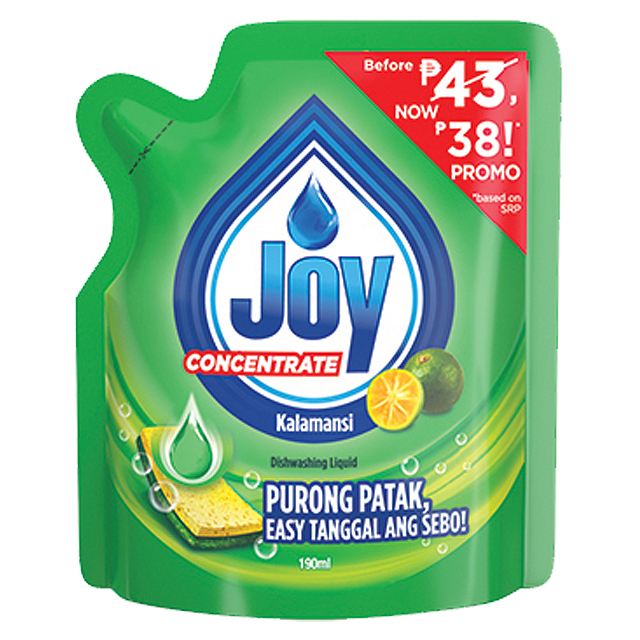 Before ₱43,
NOW
₱38!*
PROMO
*based on
SRP
Joy
CONCENTRATE
Kalamansi
Dishwashing Liquid
PURONG PATAK,
EASY TANGGAL ANG SEBO!
190ml